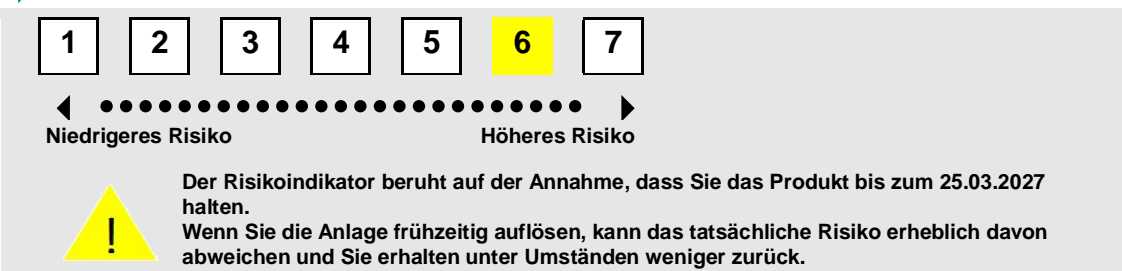 1 2 3 4 5 6 7
Niedrigeres Risiko Höheres Risiko
Der Risikoindikator beruht auf der Annahme, dass Sie das Produkt bis zum 25.03.2027
halten.
! Wenn Sie die Anlage frühzeitig auflösen, kann das tatsächliche Risiko erheblich davon
abweichen und Sie erhalten unter Umständen weniger zurück.